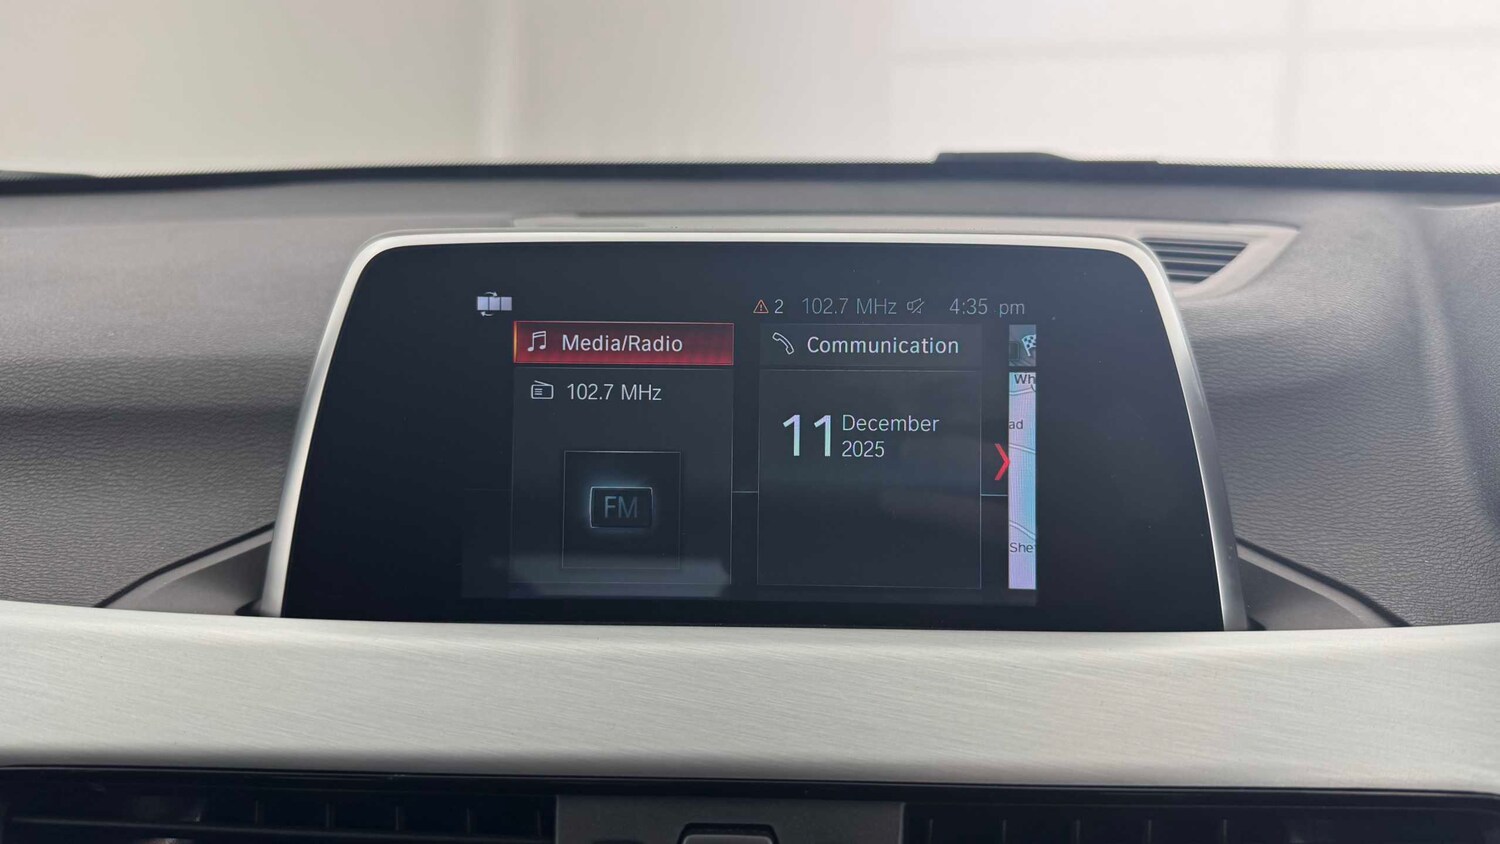 2 102.7 MHz 4:35 pm
Media/Radio
102.7 MHz
FM
Communication
11 December
2025
Wh
ad
She